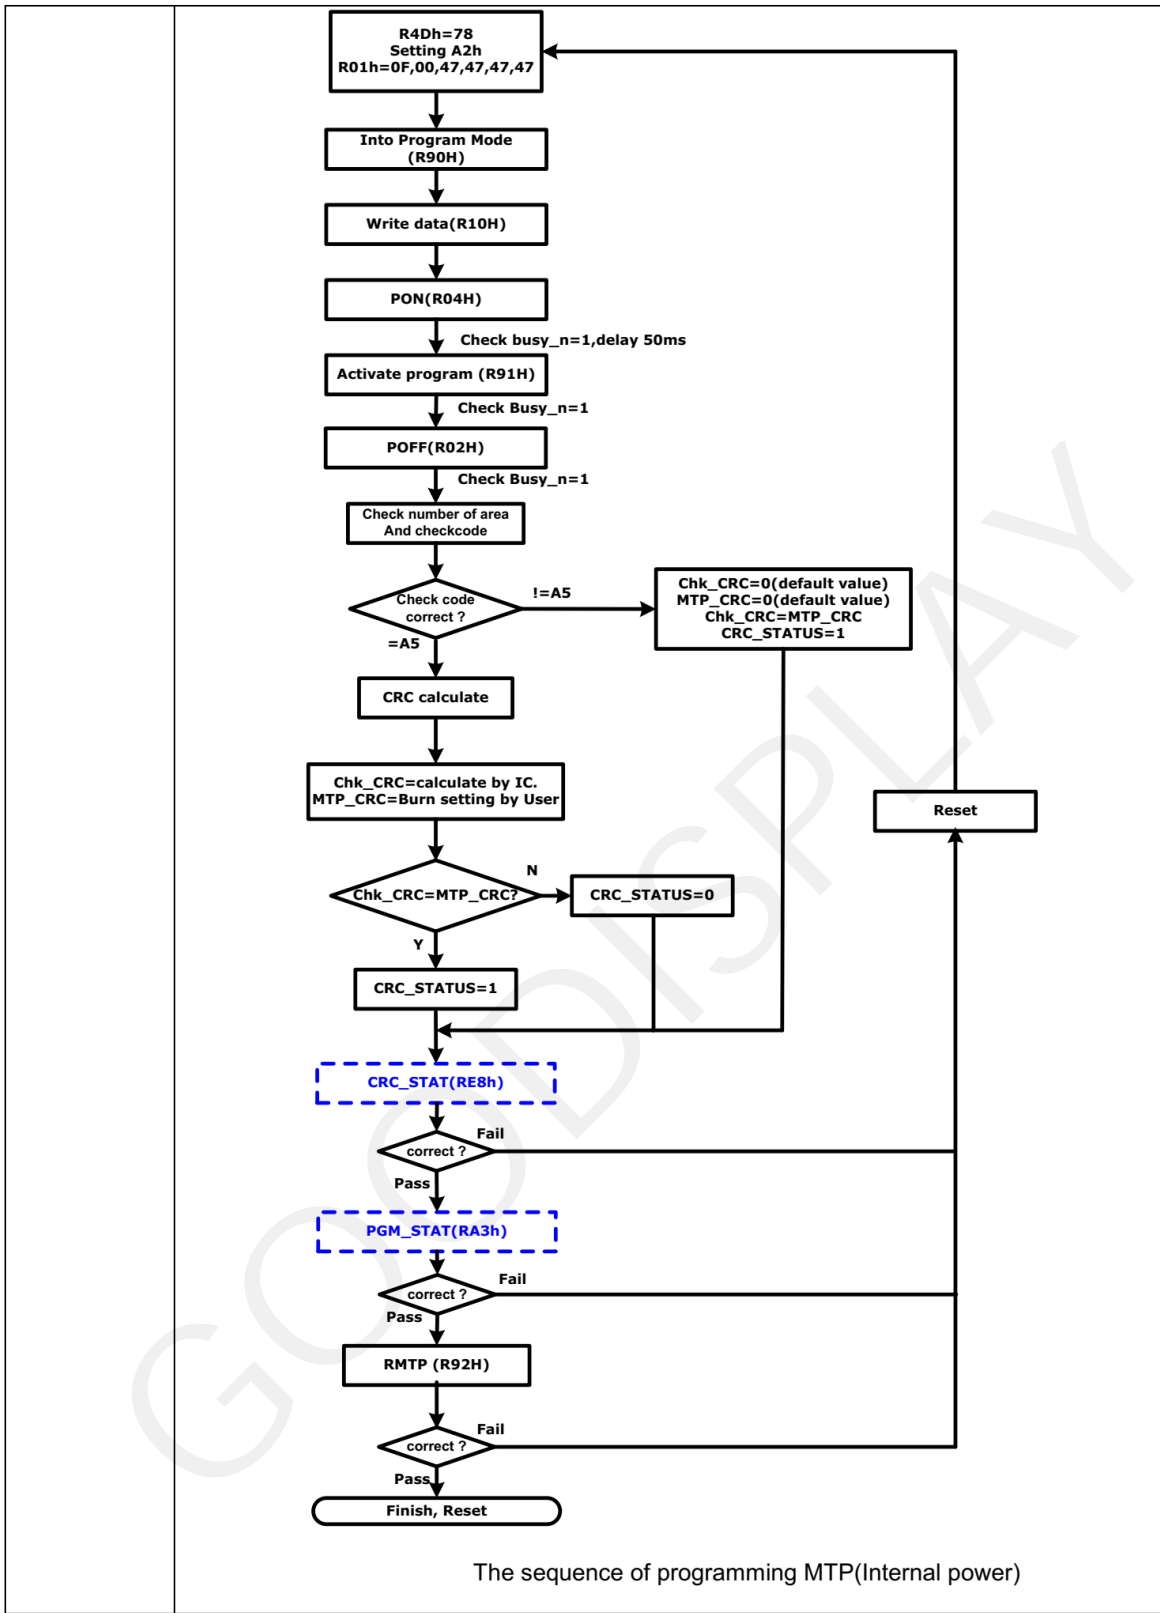 R4Dh=78
Setting A2h
R01h=0F,00,47,47,47,47
Into Program Mode
(R90H)
Write data(R10H)
PON(R04H)
Check busy_n=1,delay 50ms
Activate program (R91H)
Check Busy_n=1
POFF(R02H)
Check Busy_n=1
Check number of area
And checkcode
Check code
correct ?
!=A5
=A5
Chk_CRC=0(default value)
MTP_CRC=0(default value)
Chk_CRC=MTP_CRC
CRC_STATUS=1
CRC calculate
Chk_CRC=calculate by IC.
MTP_CRC=Burn setting by User
Reset
Chk_CRC=MTP_CRC?
N
CRC_STATUS=0
Y
CRC_STATUS=1
CRC_STAT(RE8h)
correct ?
Fail
Pass
PGM_STAT(RA3h)
correct ?
Fail
Pass
RMTP (R92H)
correct ?
Fail
Pass
Finish, Reset
The sequence of programming MTP(Internal power)
GOODISPLAY